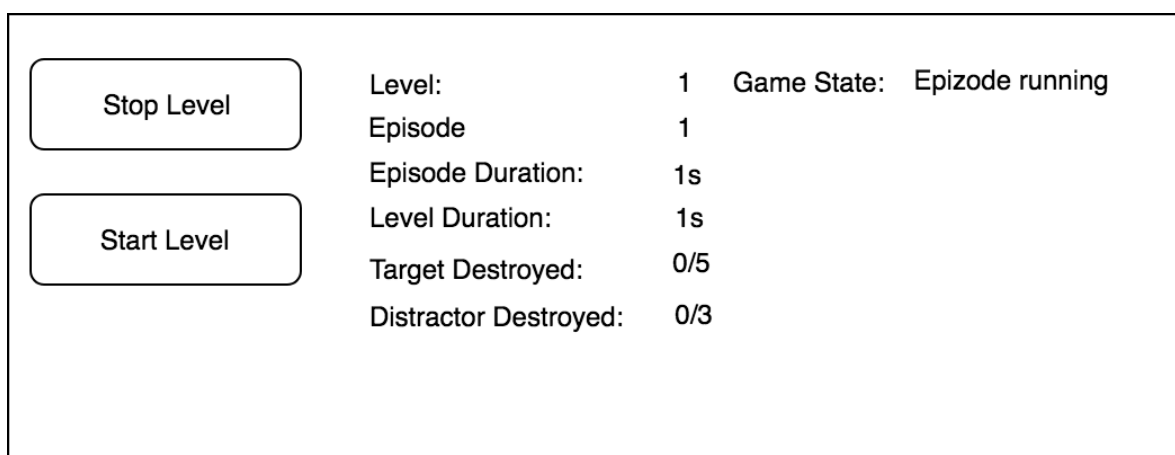 Stop Level
Start Level
Level: 1 Game State: Epizode running
Episode 1
Episode Duration: 1s
Level Duration: 1s
Target Destroyed: 0/5
Distractor Destroyed: 0/3